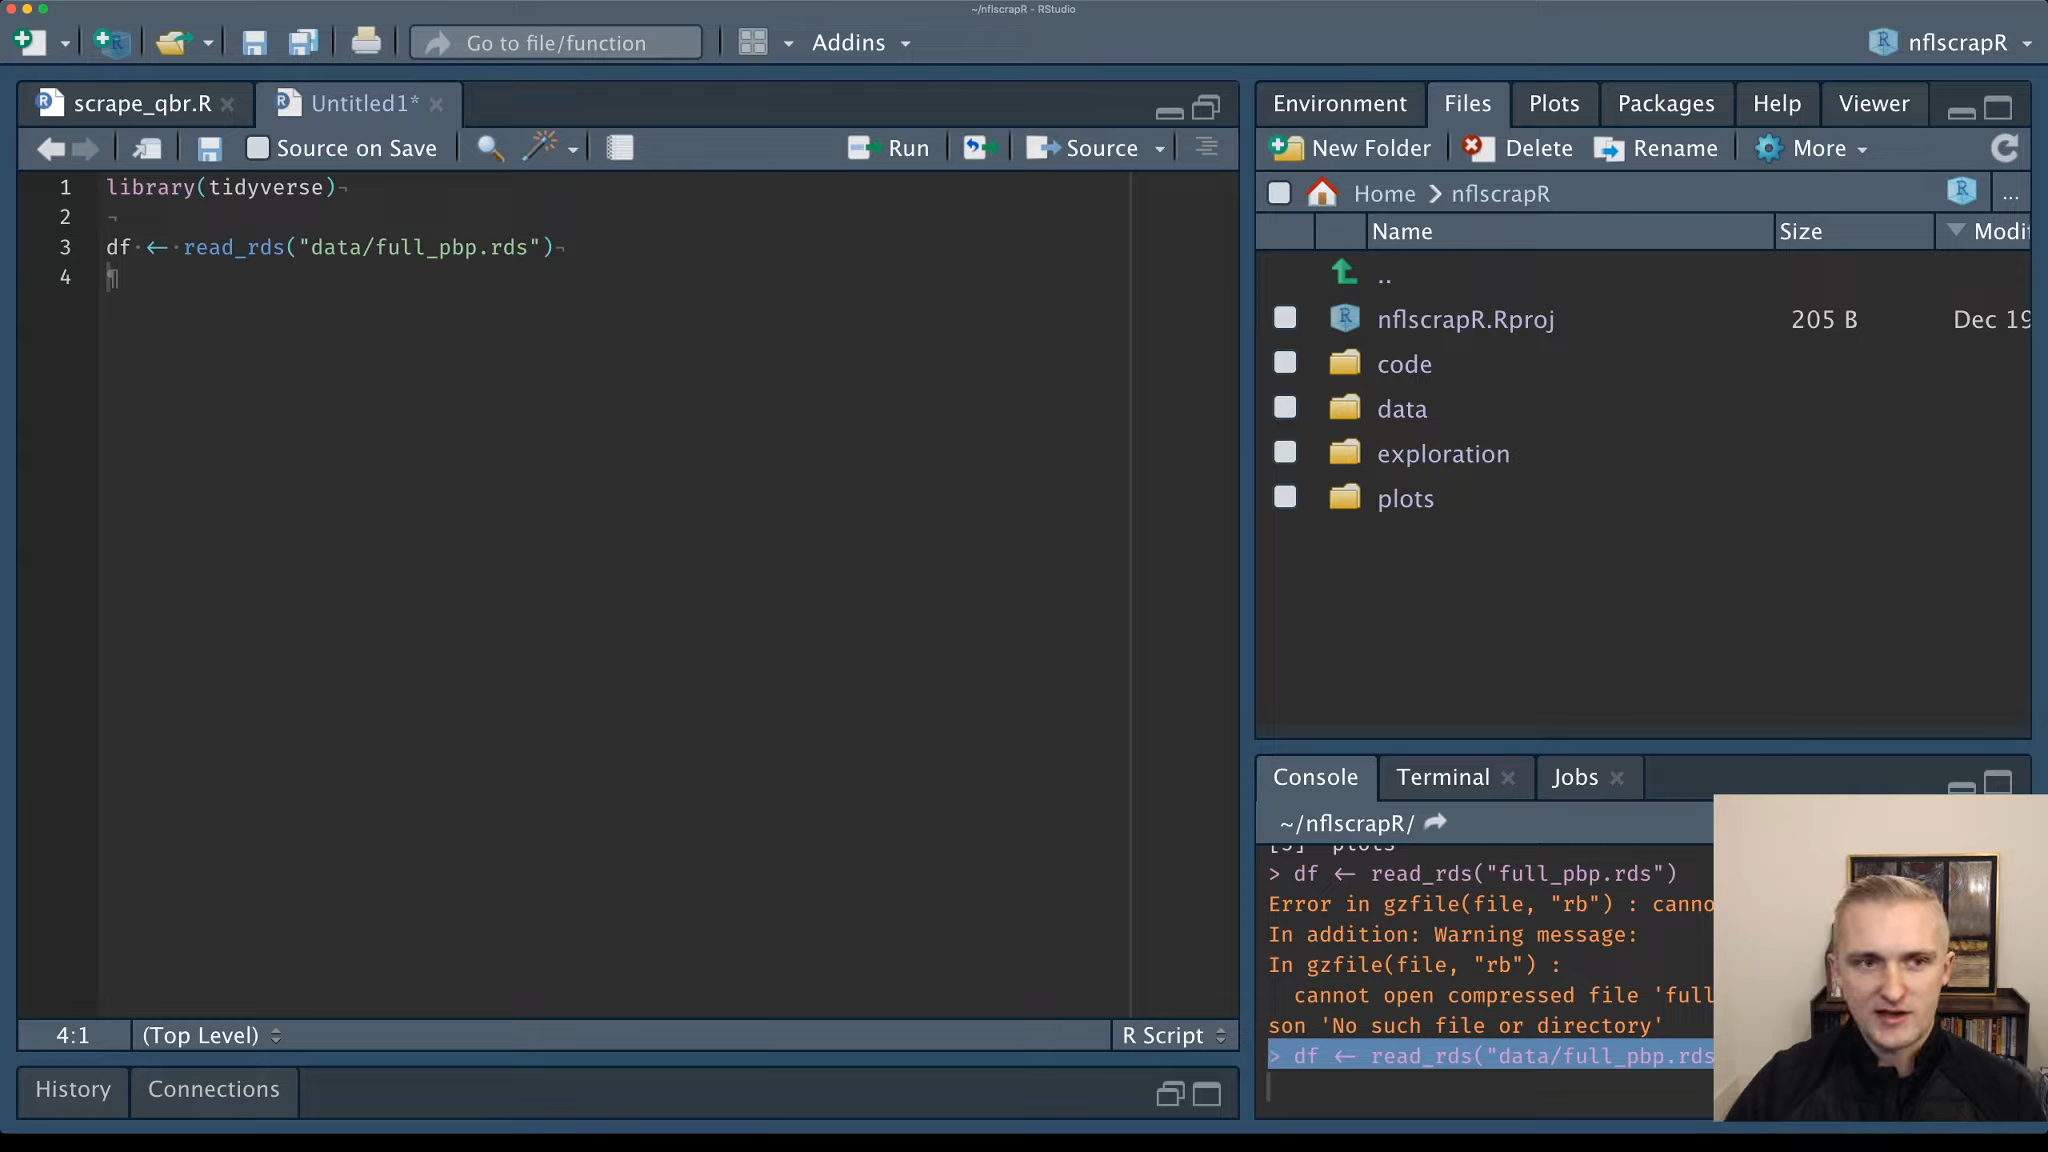 ~/nflscrapR - RStudio
Go to file/function
Addins
nflscrapR
scrape_qbr.R
Untitled1*
Source on Save
Run
Source
1 library(tidyverse)
2
3 df <- read_rds("data/full_pbp.rds")
4
4:1
(Top Level)
R Script
History
Connections
Environment
Files
Plots
Packages
Help
Viewer
New Folder
Delete
Rename
More
Home
nflscrapR
...
Name
Size
Modi
..
nflscrapR.Rproj
205 B
Dec 19
code
data
exploration
plots
Console
Terminal
Jobs
~/nflscrapR/
> df <- read_rds("full_pbp.rds")
Error in gzfile(file, "rb") : canno
In addition: Warning message:
In gzfile(file, "rb") :
cannot open compressed file 'full
son 'No such file or directory'
> df <- read_rds("data/full_pbp.rds